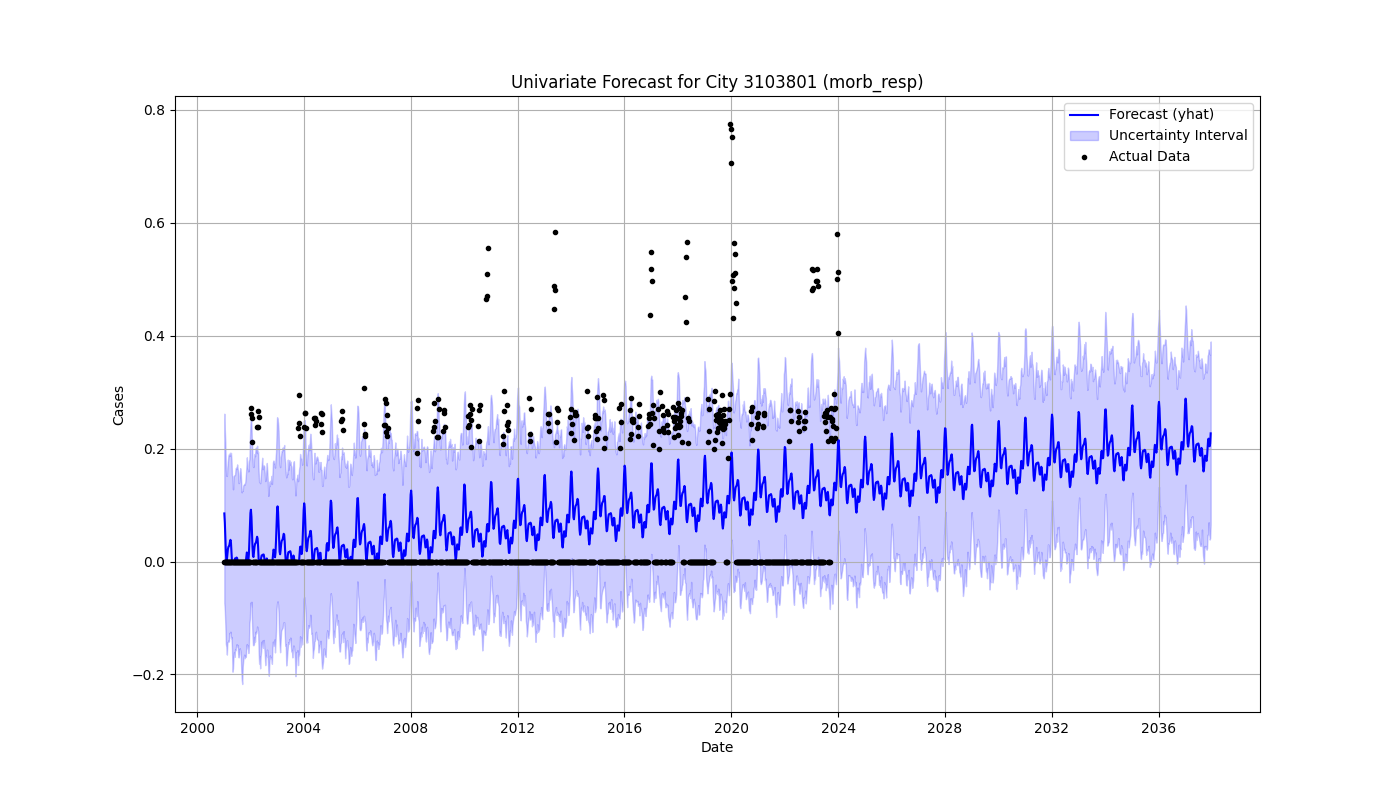 Univariate Forecast for City 3103801 (morb_resp)
Forecast (yhat)
Uncertainty Interval
Actual Data
Cases
0.8
0.6
0.4
0.2
0.0
−0.2
2000 2004 2008 2012 2016 2020 2024 2028 2032 2036
Date